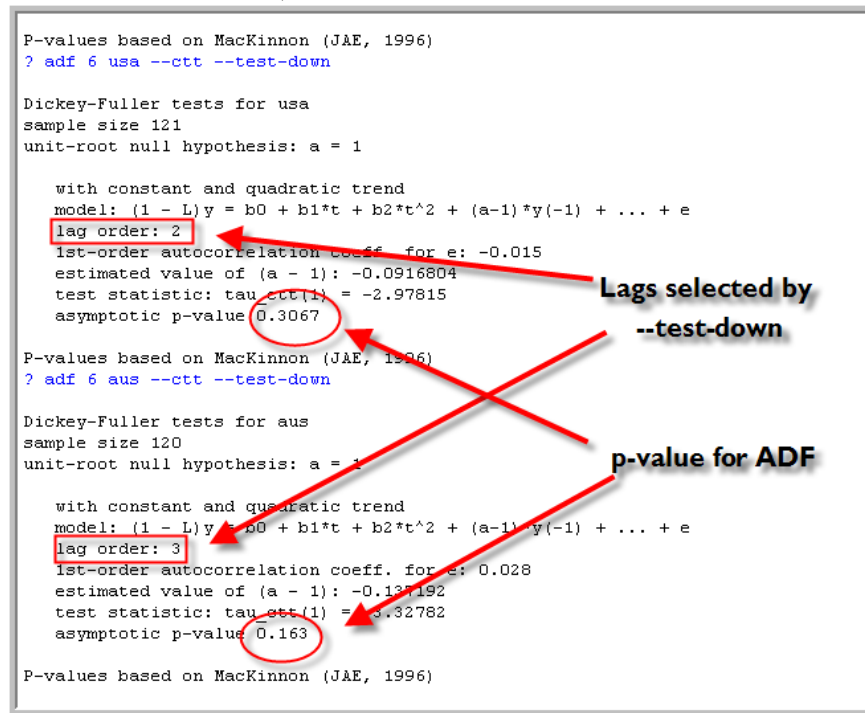 P-values based on MacKinnon (JAE, 1996)
? adf 6 usa --ctt --test-down
Dickey-Fuller tests for usa
sample size 121
unit-root null hypothesis: a = 1
with constant and quadratic trend
model: (1 - L)y = b0 + b1*t + b2*t^2 + (a-1)*y(-1) + ... + e
lag order: 2
1st-order autocorrelation coeff. for e: -0.015
estimated value of (a - 1): -0.0916804
test statistic: tau_ctt(1) = -2.97815
asymptotic p-value 0.3067
Lags selected by
--test-down
P-values based on MacKinnon (JAE, 1996)
? adf 6 aus --ctt --test-down
Dickey-Fuller tests for aus
sample size 120
unit-root null hypothesis: a = 1
p-value for ADF
with constant and quadratic trend
model: (1 - L)y = b0 + b1*t + b2*t^2 + (a-1)*y(-1) + ... + e
lag order: 3
1st-order autocorrelation coeff. for e: 0.028
estimated value of (a - 1): -0.137192
test statistic: tau_ctt(1) = -3.32782
asymptotic p-value 0.163
P-values based on MacKinnon (JAE, 1996)